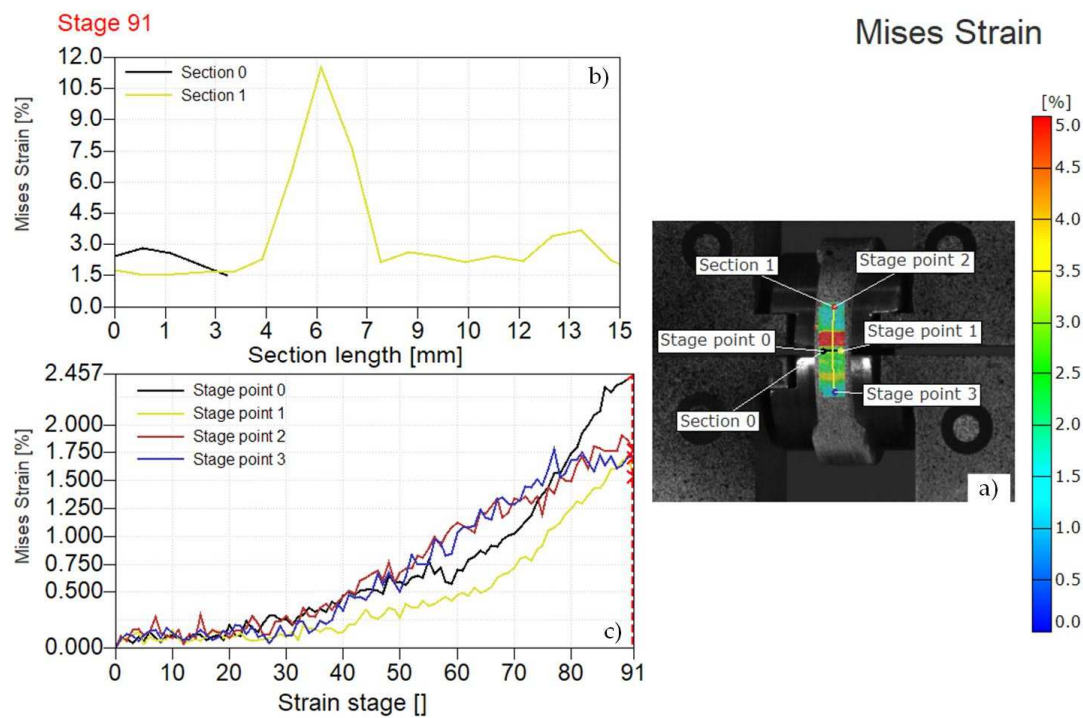 Stage 91
Mises Strain
12.0
10.5
9.0
7.5
6.0
4.5
3.0
1.5
0.0
Mises Strain [%]
Section 0
Section 1
b)
0 1 3 4 6 7 9 10 12 13 15
Section length [mm]
2.457
2.000
1.750
1.500
1.250
1.000
0.750
0.500
0.000
Mises Strain [%]
Stage point 0
Stage point 1
Stage point 2
Stage point 3
c)
0 10 20 30 40 50 60 70 80 91
Strain stage []
Section 1
Stage point 2
Stage point 0
Stage point 1
Stage point 3
Section 0
a)
[%]
5.0
4.5
4.0
3.5
3.0
2.5
2.0
1.5
1.0
0.5
0.0